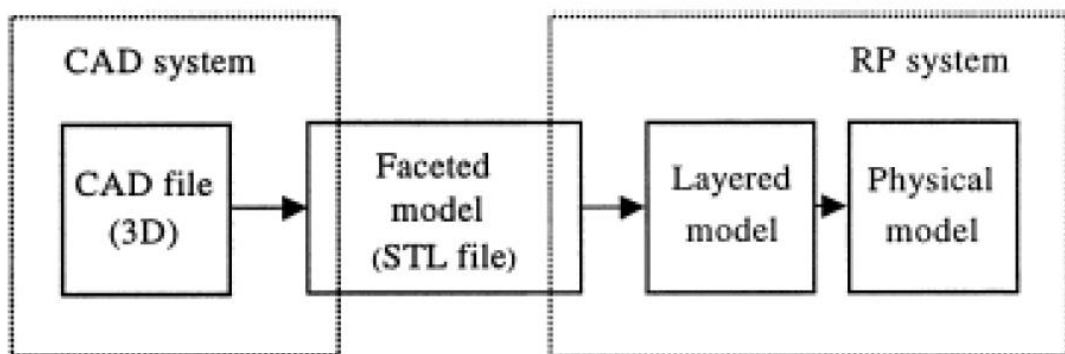 CAD system
RP system
CAD file
(3D)
Faceted
model
(STL file)
Layered
model
Physical
model